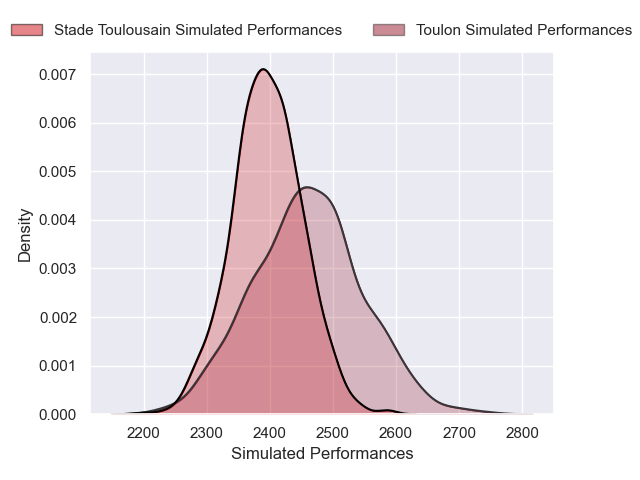 Stade Toulousain Simulated Performances Toulon Simulated Performances
0.007
0.006
0.005
0.004
0.003
0.002
0.001
0.000
Density
2200 2300 2400 2500 2600 2700 2800
Simulated Performances